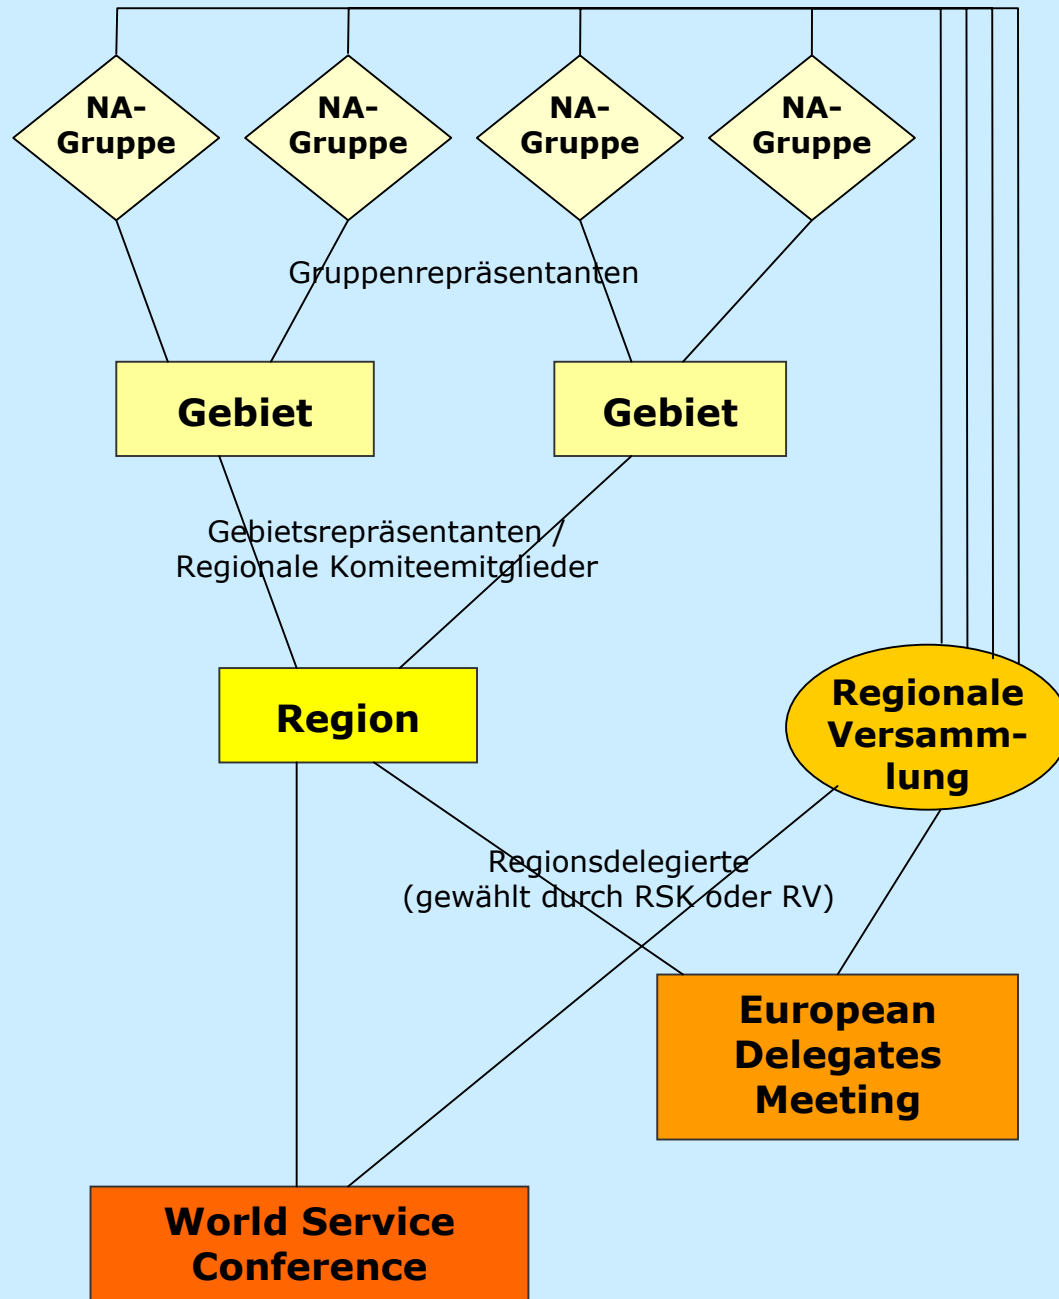 NA-
Gruppe
NA-
Gruppe
NA-
Gruppe
NA-
Gruppe
Gruppenrepräsentanten
Gebiet
Gebiet
Gebietsrepräsentanten /
Regionale Komiteemitglieder
Region
Regionale
Versamm-
lung
Regionsdelegierte
(gewählt durch RSK oder RV)
European
Delegates
Meeting
World Service
Conference